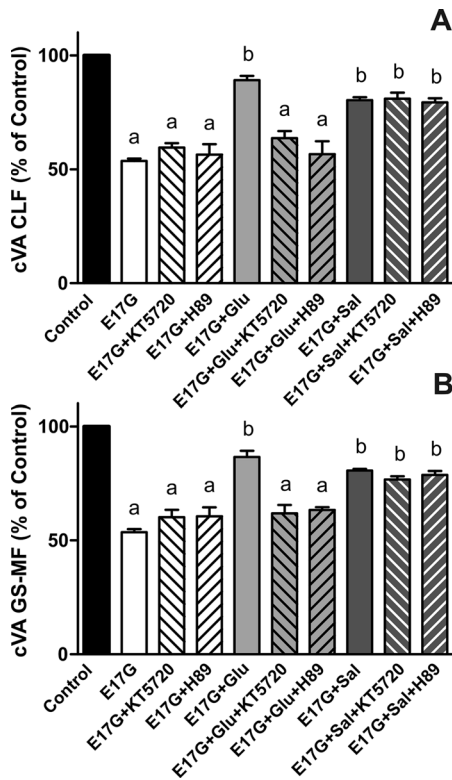 A
cVA CLF (% of Control)
100
50
0
a
a
a
b
a
a
b
b
b
Control
E17G
E17G+KT5720
E17G+H89
E17G+Glu
E17G+Glu+KT5720
E17G+Glu+H89
E17G+Sal
E17G+Sal+KT5720
E17G+Sal+H89
B
cVA GS-MF (% of Control)
100
50
0
a
a
a
b
a
a
b
b
b
Control
E17G
E17G+KT5720
E17G+H89
E17G+Glu
E17G+Glu+KT5720
E17G+Glu+H89
E17G+Sal
E17G+Sal+KT5720
E17G+Sal+H89